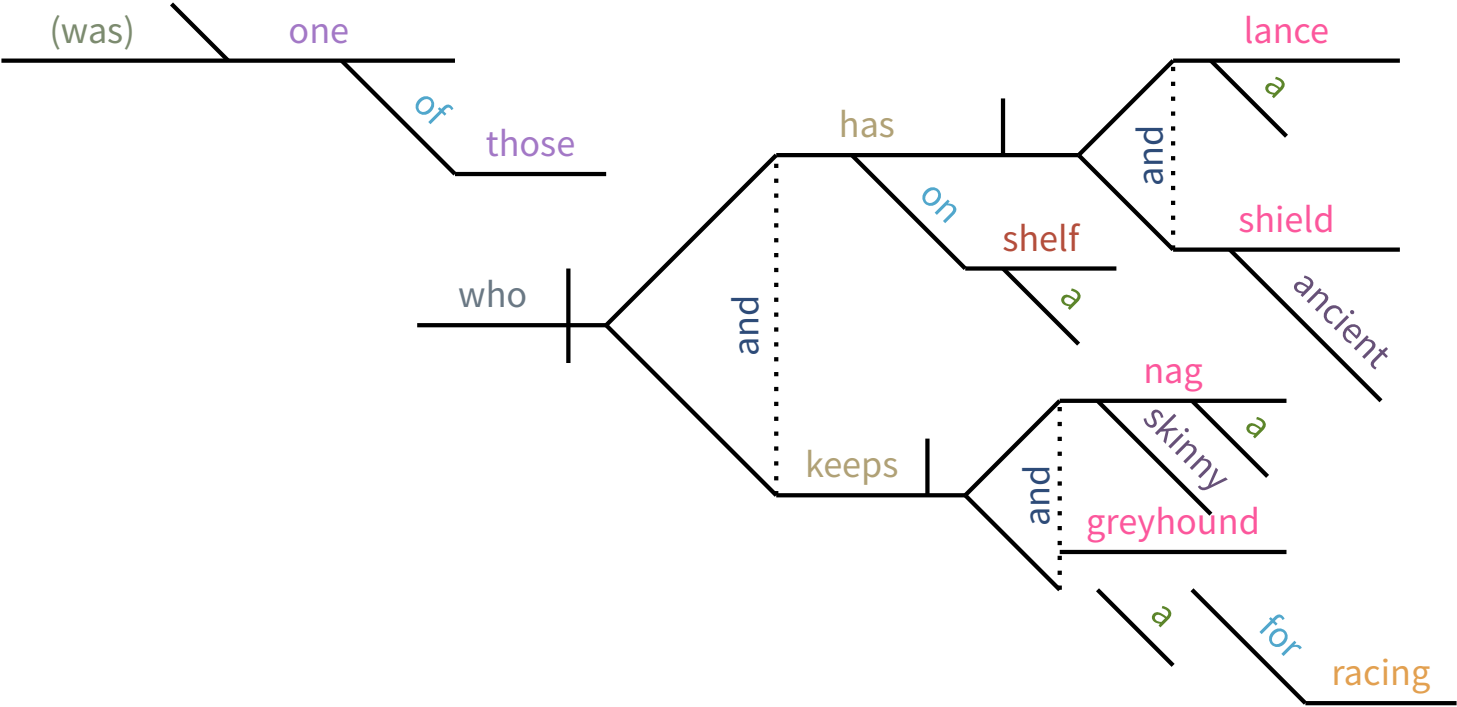 (was) one
of
those
who
and
has
on
shelf
a
and
lance
a
shield
ancient
keeps
and
nag
skinny
a
greyhound
a
for
racing